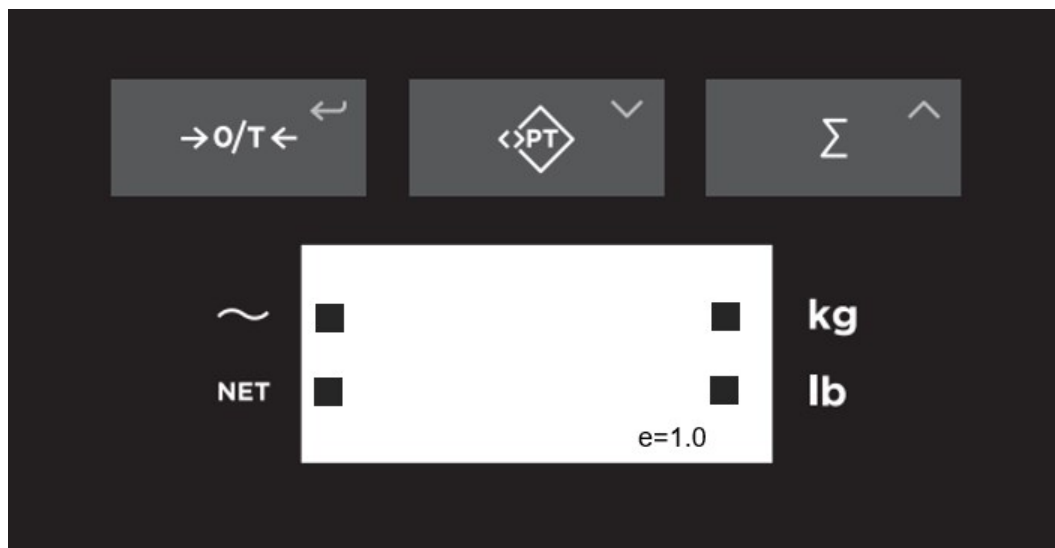 →0/T←
<>PT
Σ
~
kg
NET
lb
e=1.0